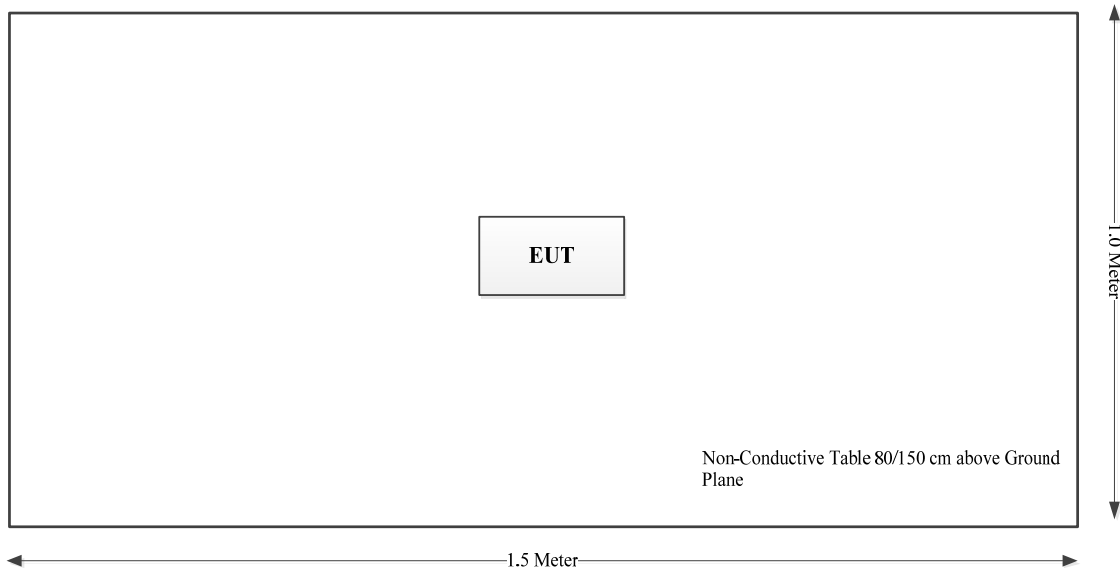 EUT
Non-Conductive Table 80/150 cm above Ground
Plane
1.0 Meter
1.5 Meter